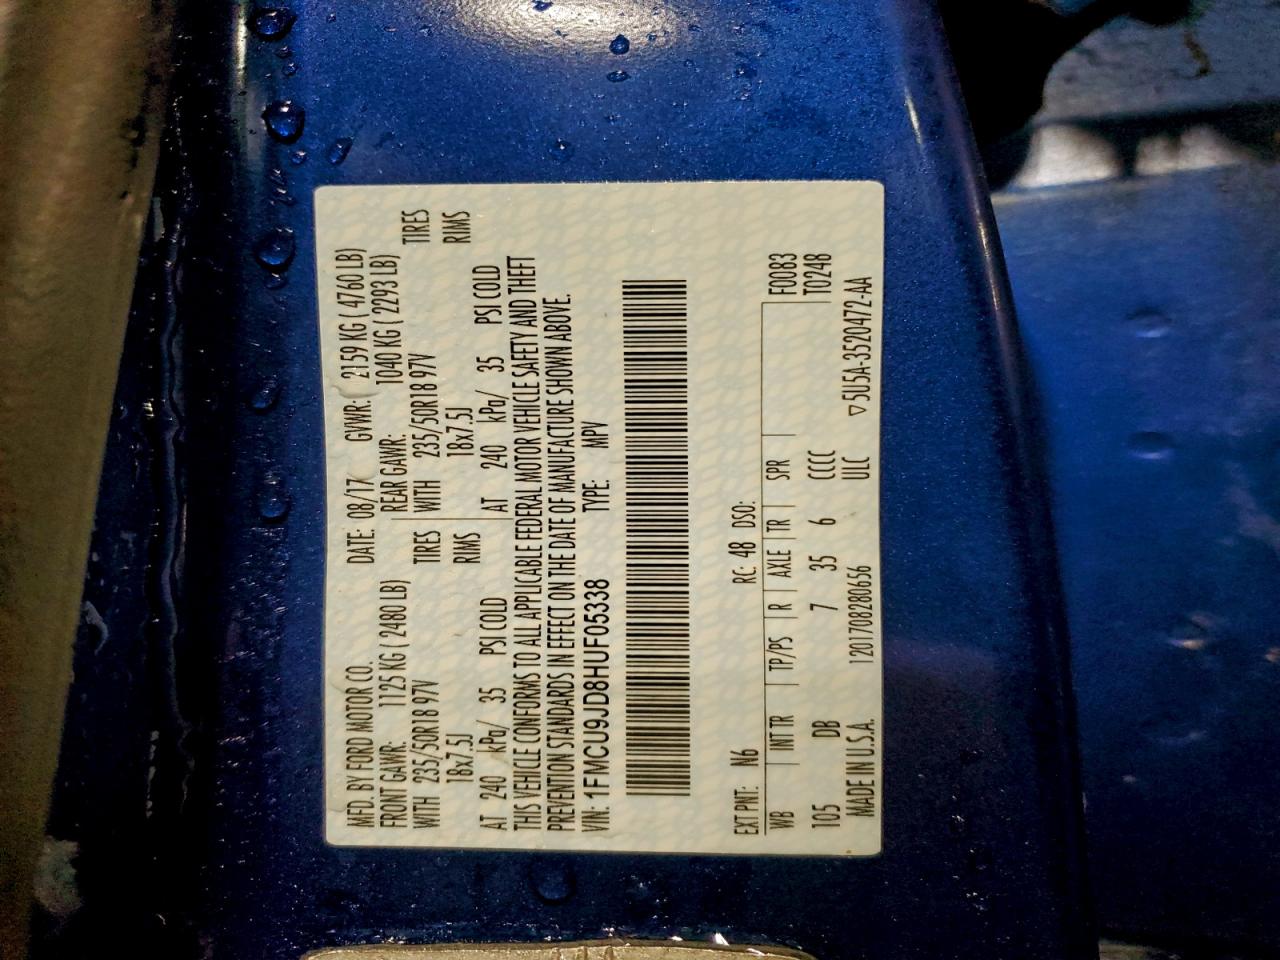 MFD. BY FORD MOTOR CO.
DATE: 08/17 GVWR: 2159 KG ( 4760 LB)
FRONT GAWR: 1125 KG ( 2480 LB)
REAR GAWR: 1040 KG ( 2293 LB)
WITH 235/50R18 97V TIRES
WITH 235/50R18 97V TIRES
18x7.5J RIMS
18x7.5J RIMS
AT 240 kPa/ 35 PSI COLD
AT 240 kPa/ 35 PSI COLD
THIS VEHICLE CONFORMS TO ALL APPLICABLE FEDERAL MOTOR VEHICLE SAFETY AND THEFT
PREVENTION STANDARDS IN EFFECT ON THE DATE OF MANUFACTURE SHOWN ABOVE.
VIN: 1FMCU9JD8HUF05338 TYPE: MPV
EXT PNT: N6 RC: 48 DSO: F0083
WB INT TR TP/PS R AXLE TR SPR T0248
105 DB 7 35 6 CCCC
ULC
MADE IN U.S.A. 1201708280656 ▽5U5A-3520472-AA